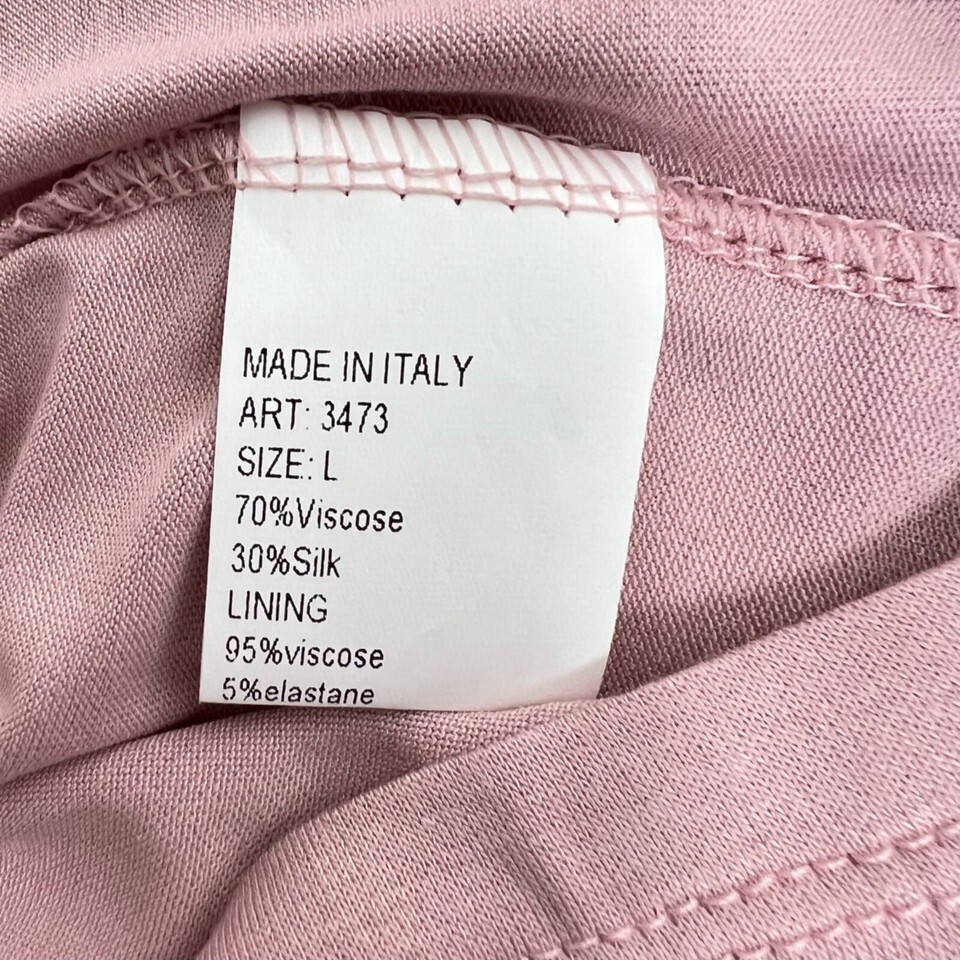 MADE IN ITALY
ART: 3473
SIZE: L
70%Viscose
30%Silk
LINING
95%viscose
5%elastane